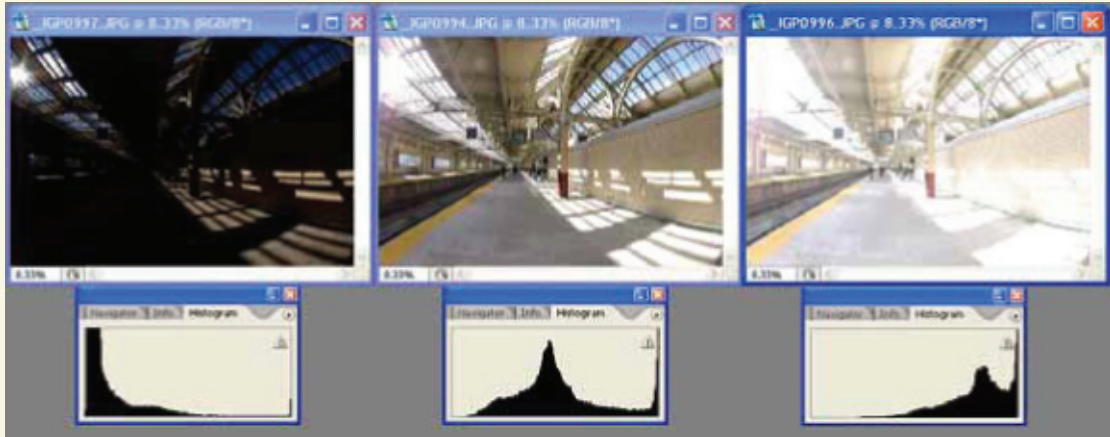 _IGP0997.JPG @ 8.33% (RGB/8*)
_IGP0994.JPG @ 8.33% (RGB/8*)
_IGP0996.JPG @ 8.33% (RGB/8*)
8.33%
8.33%
8.33%
Navigator Info Histogram
Navigator Info Histogram
Navigator Info Histogram